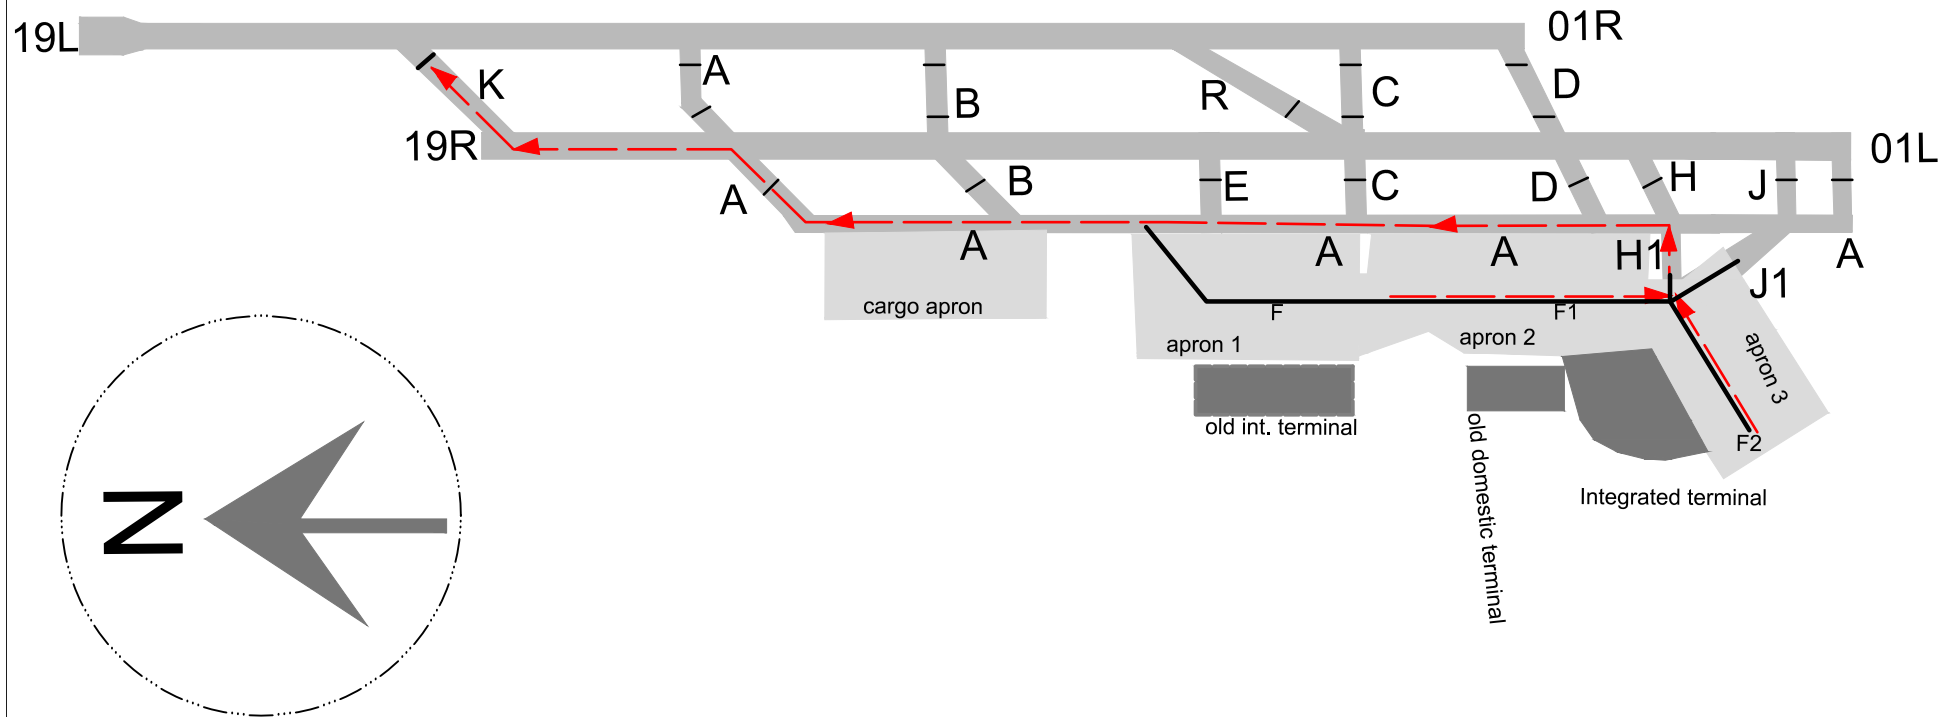 19L
01R
A
K
B
R
C
D
19R
01L
A
B
E
C
D
H
J
A
A
A
H1
A
J1
cargo apron
F
F1
apron 1
apron 2
apron 3
old int. terminal
old domestic terminal
F2
Integrated terminal
N